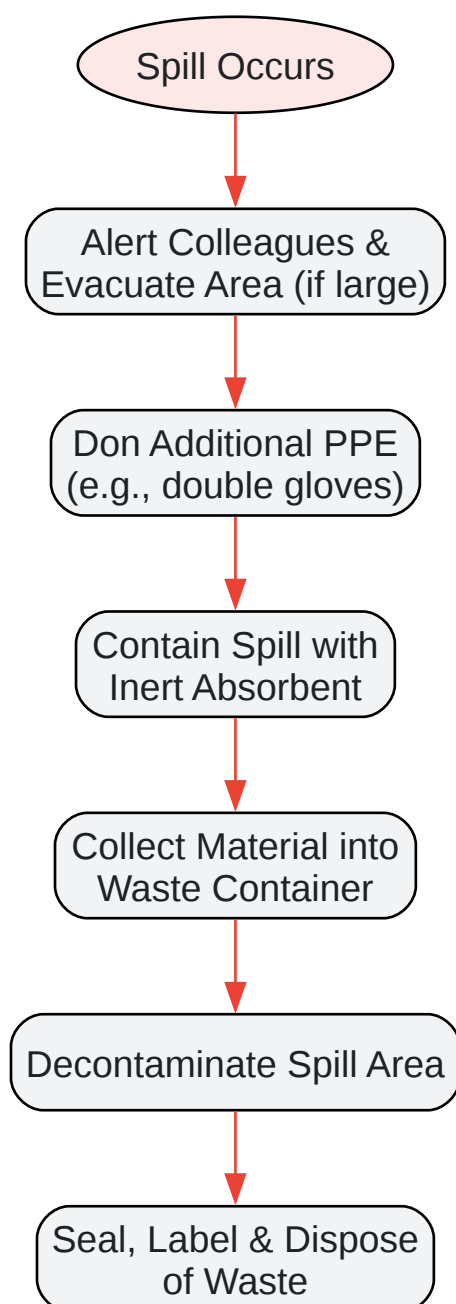 Spill Occurs
Alert Colleagues &
Evacuate Area (if large)
Don Additional PPE
(e.g., double gloves)
Contain Spill with
Inert Absorbent
Collect Material into
Waste Container
Decontaminate Spill Area
Seal, Label & Dispose
of Waste